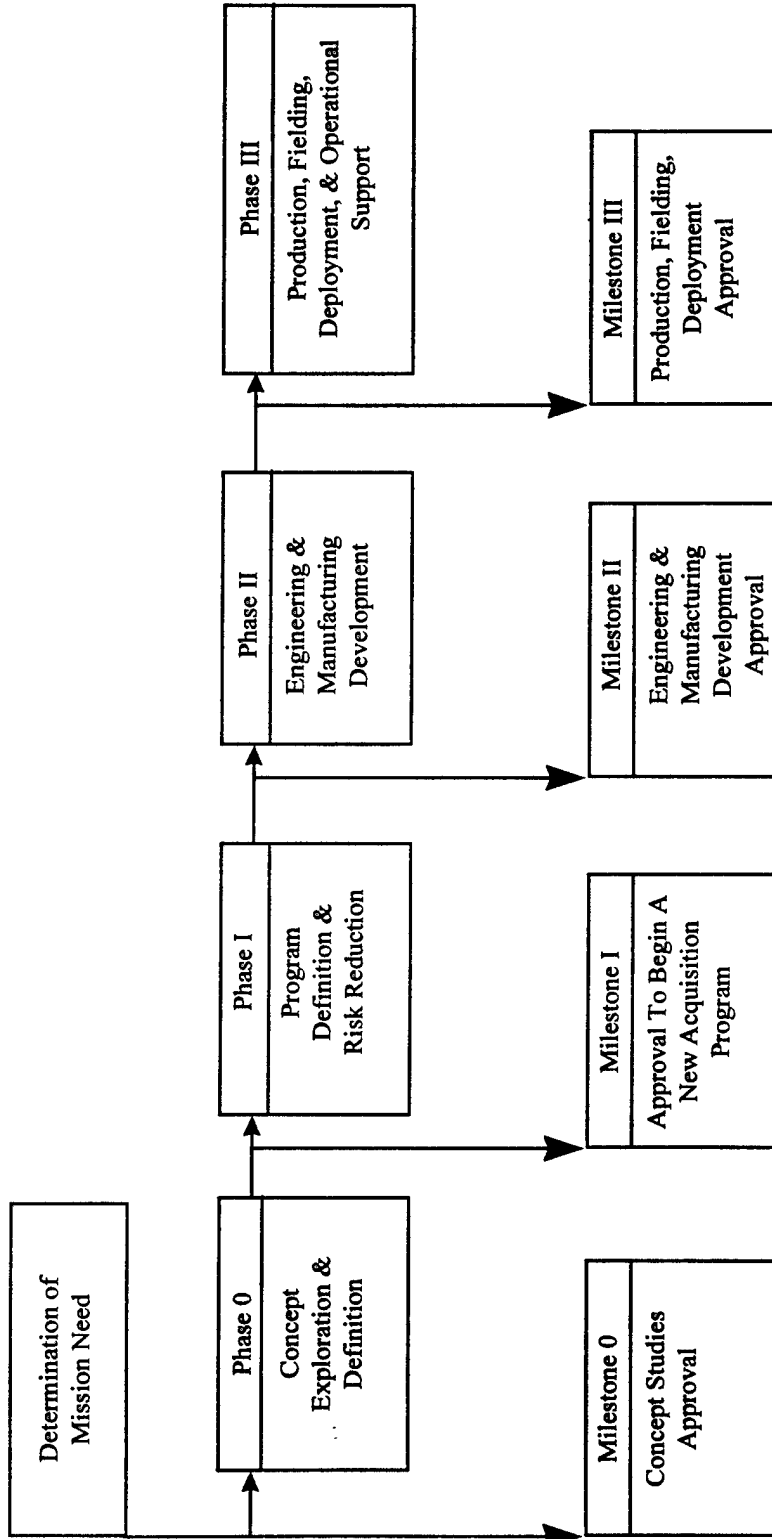 Determination of
Mission Need
Phase 0
Concept
Exploration &
Definition
Phase I
Program
Definition &
Risk Reduction
Phase II
Engineering &
Manufacturing
Development
Phase III
Production, Fielding,
Deployment, & Operational
Support
Milestone 0
Concept Studies
Approval
Milestone I
Approval To Begin A
New Acquisition
Program
Milestone II
Engineering &
Manufacturing
Development
Approval
Milestone III
Production, Fielding,
Deployment
Approval